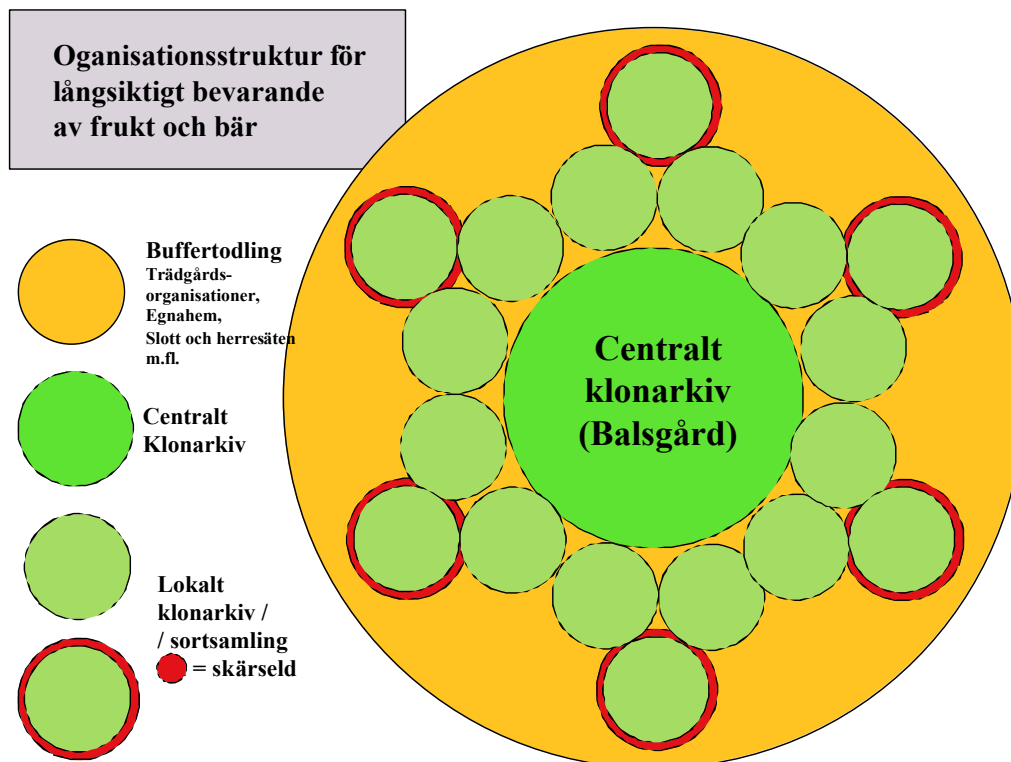 Oganisationsstruktur för
långsiktigt bevarande
av frukt och bär
Buffertodling
Trädgårds-
organisationer,
Egnahem,
Slott och herresäten
m.fl.
Centralt
Klonarkiv
Lokalt
klonarkiv /
/ sortsamling
= skärseld
Centralt
klonarkiv
(Balsgård)